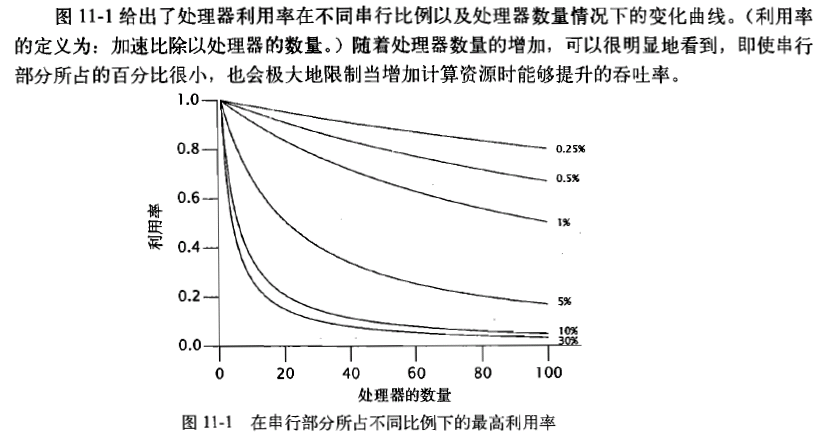 图 11-1 给出了处理器利用率在不同串行比例以及处理器数量情况下的变化曲线。(利用率
的定义为：加速比除以处理器的数量。)随着处理器数量的增加，可以很明显地看到，即使串行
部分所占的百分比很小，也会极大地限制当增加计算资源时能够提升的吞吐率。
1.0
0.8
0.6
0.4
0.2
0.0
利用率
0.25%
0.5%
1%
5%
10%
30%
0 20 40 60 80 100
处理器的数量
图 11-1 在串行部分所占不同比例下的最高利用率